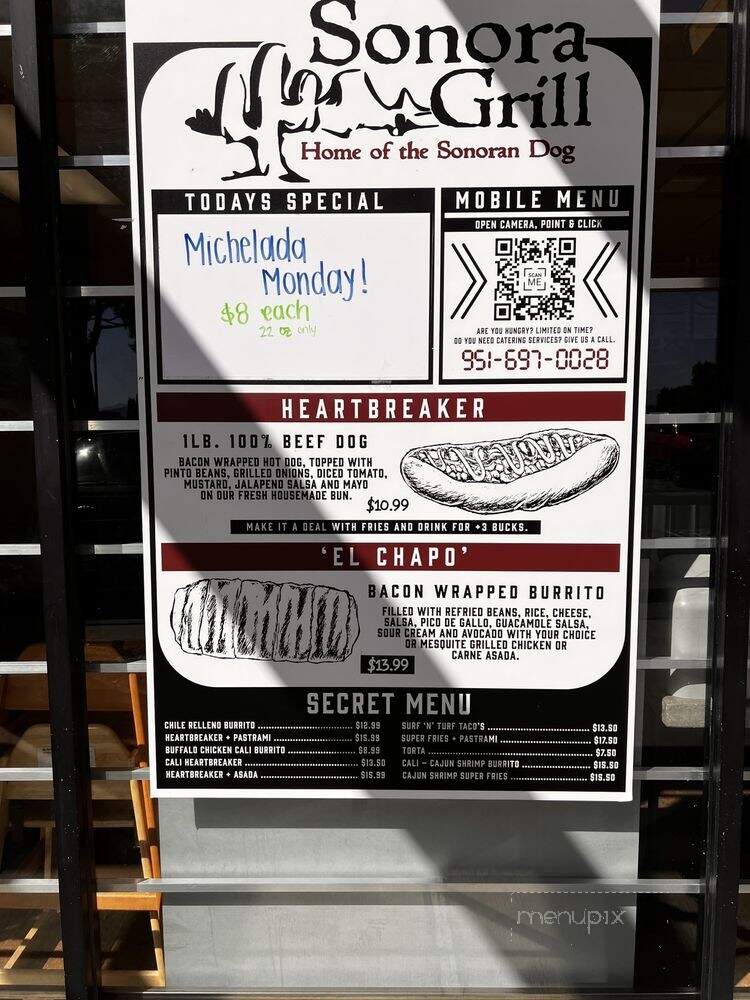 Sonora
Grill
Home of the Sonoran Dog
TODAYS SPECIAL
Michelada
Monday!
$8 each
22 oz only
MOBILE MENU
OPEN CAMERA, POINT & CLICK
SCAN
ME
ARE YOU HUNGRY? LIMITED ON TIME?
DO YOU NEED CATERING SERVICES? GIVE US A CALL.
951-697-0028
HEARTBREAKER
1LB. 100% BEEF DOG
BACON WRAPPED HOT DOG, TOPPED WITH
PINTO BEANS, GRILLED ONIONS, DICED TOMATO,
MUSTARD, JALAPENO SALSA AND MAYO
ON OUR FRESH HOUSEMADE BUN.
$10.99
MAKE IT A DEAL WITH FRIES AND DRINK FOR +3 BUCKS.
'EL CHAPO'
BACON WRAPPED BURRITO
FILLED WITH REFRIED BEANS, RICE, CHEESE,
SALSA, PICO DE GALLO, GUACAMOLE SALSA,
SOUR CREAM AND AVOCADO WITH YOUR CHOICE
OR MESQUITE GRILLED CHICKEN OR
CARNE ASADA.
$13.99
SECRET MENU
CHILE RELLENO BURRITO $12.99
HEARTBREAKER + PASTRAMI $15.99
BUFFALO CHICKEN CALI BURRITO $8.99
CALI HEARTBREAKER $13.50
HEARTBREAKER + ASADA $15.99
SURF 'N' TURF TACO'S $13.50
SUPER FRIES + PASTRAMI $17.50
TORTA $7.50
CALI - CAJUN SHRIMP BURRITO $15.50
CAJUN SHRIMP SUPER FRIES $15.50
menupix